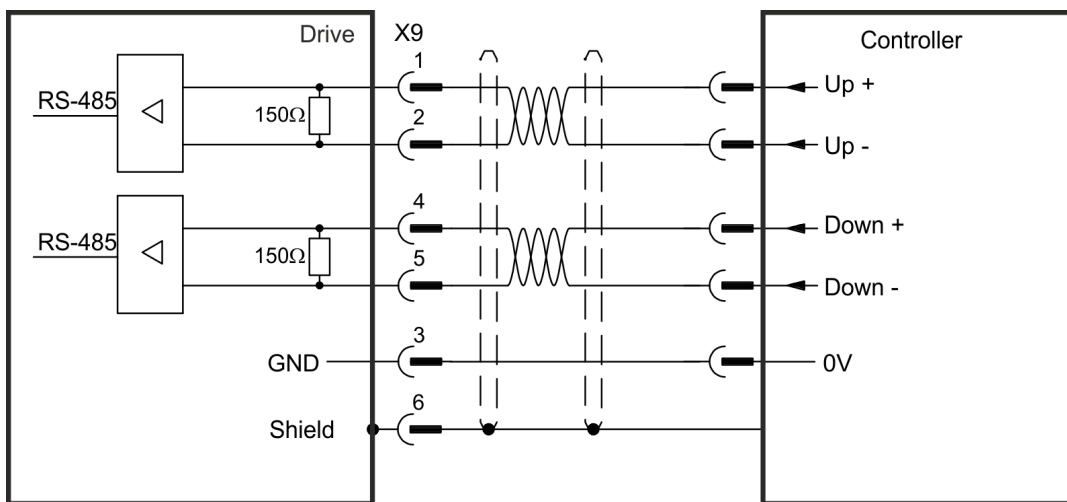 Drive X9 Controller
1
RS-485 150Ω Up +
2
Up -
4
RS-485 150Ω Down +
5
Down -
3
GND 0V
6
Shield